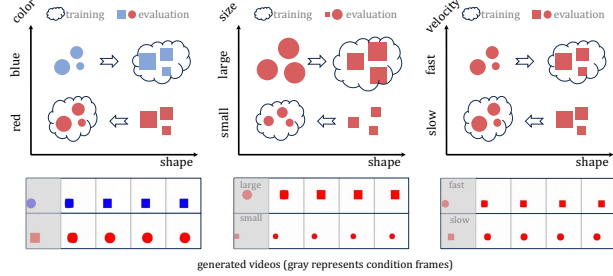 color
training
evaluation
blue
red
shape
size
training
evaluation
large
small
shape
velocity
training
evaluation
fast
slow
shape
large
small
fast
slow
generated videos (gray represents condition frames)